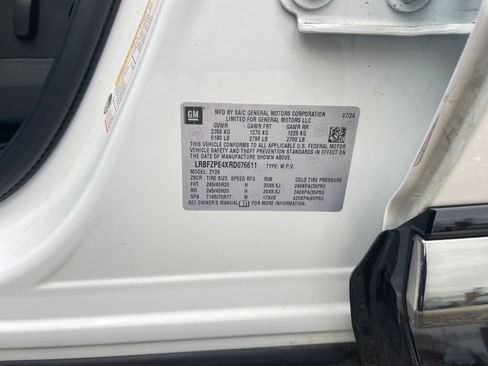 GM
MFD BY SAIC GENERAL MOTORS CORPORATION 07/24
LIMITED FOR GENERAL MOTORS LLC
GVWR GAWR FRT GAWR RR
2350 KG 1270 KG 1225 KG
5180 LB 2799 LB 2700 LB
THIS VEHICLE CONFORMS TO ALL APPLICABLE U.S. FEDERAL MOTOR
VEHICLE SAFETY AND THEFT PREVENTION STANDARDS IN EFFECT ON
THE DATE OF MANUFACTURE SHOWN ABOVE.
LRBFZPE4XRD076611 TYPE: M.P.V.
MODEL: ZY26
ZBCR TIRE SIZE SPEED RTG RIM COLD TIRE PRESSURE
FRT 245/45R20 H 20X8.5J 240KPA(35PSI)
RR 245/45R20 H 20X8.5J 240KPA(35PSI)
SPA T145/70R17 M 17X4B 420KPA(60PSI)
SEE OWNER'S MANUAL FOR MORE INFORMATION.